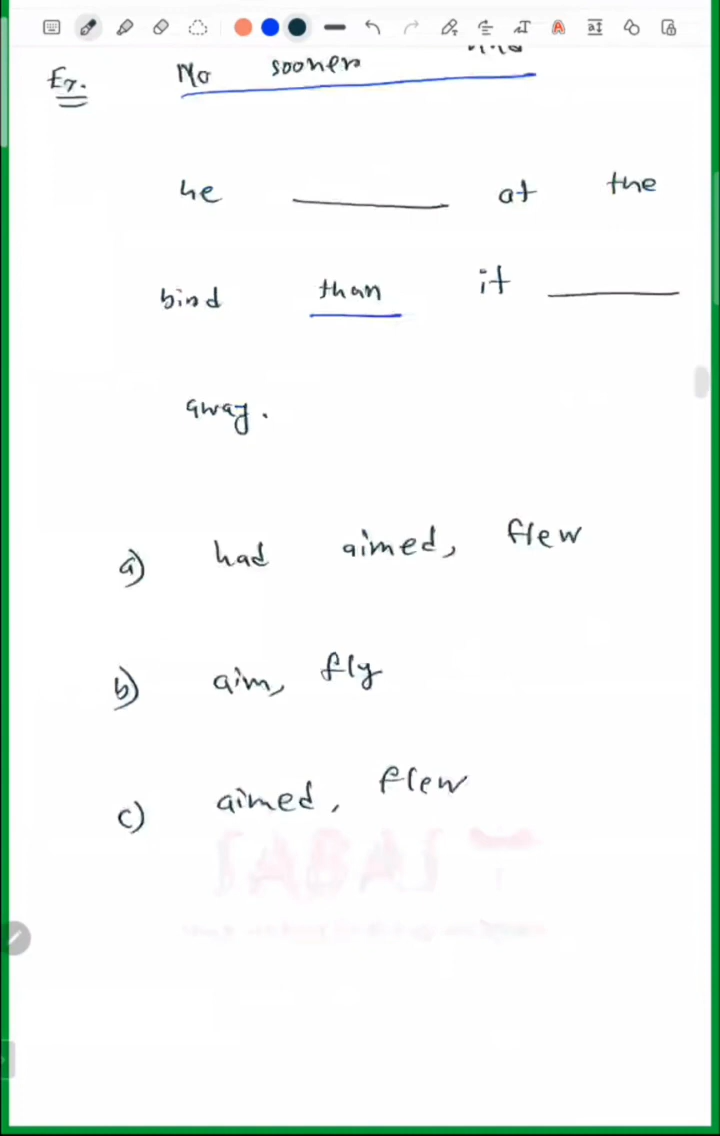 Ex. No sooner
he ______ at the
bird than it ______
away.
a) had aimed, flew
b) aim, fly
c) aimed, flew